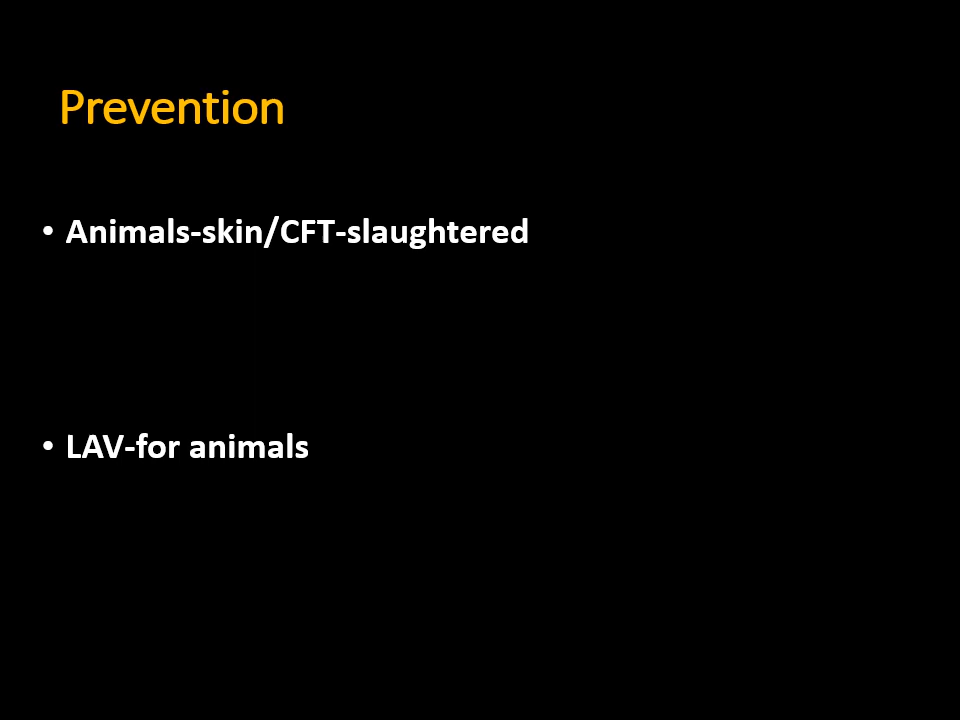 Prevention
• Animals-skin/CFT-slaughtered
• LAV-for animals